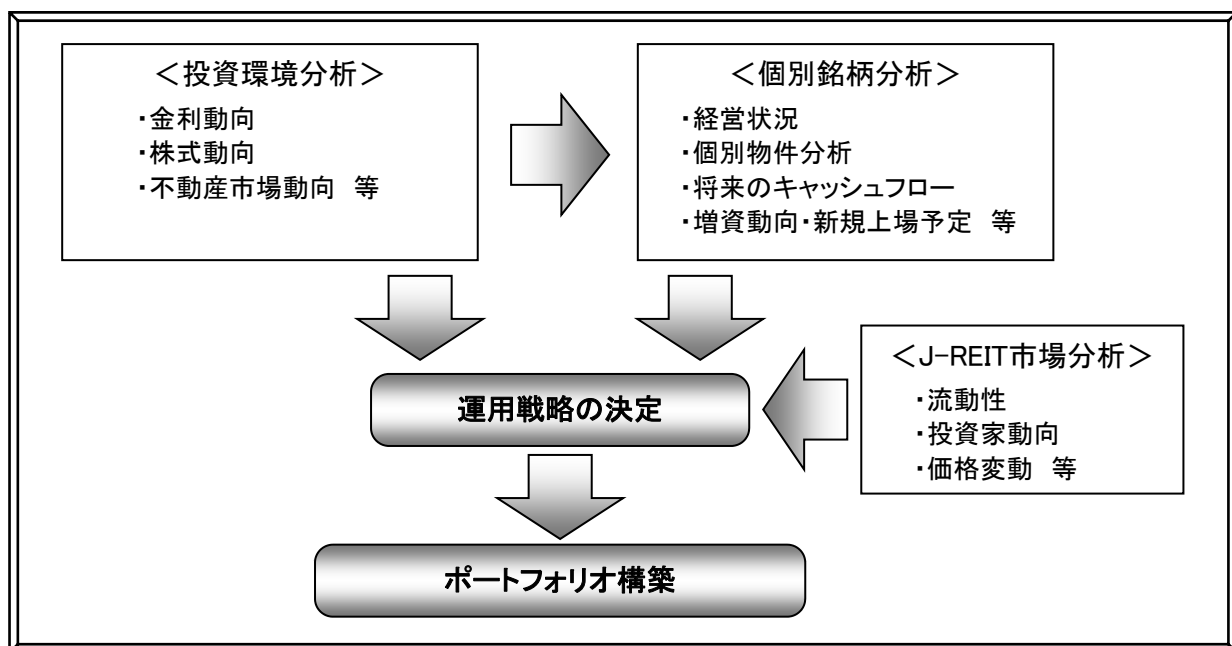 ＜投資環境分析＞
・金利動向
・株式動向
・不動産市場動向　等
＜個別銘柄分析＞
・経営状況
・個別物件分析
・将来のキャッシュフロー
・増資動向・新規上場予定　等
＜J-REIT市場分析＞
・流動性
・投資家動向
・価格変動　等
運用戦略の決定
ポートフォリオ構築